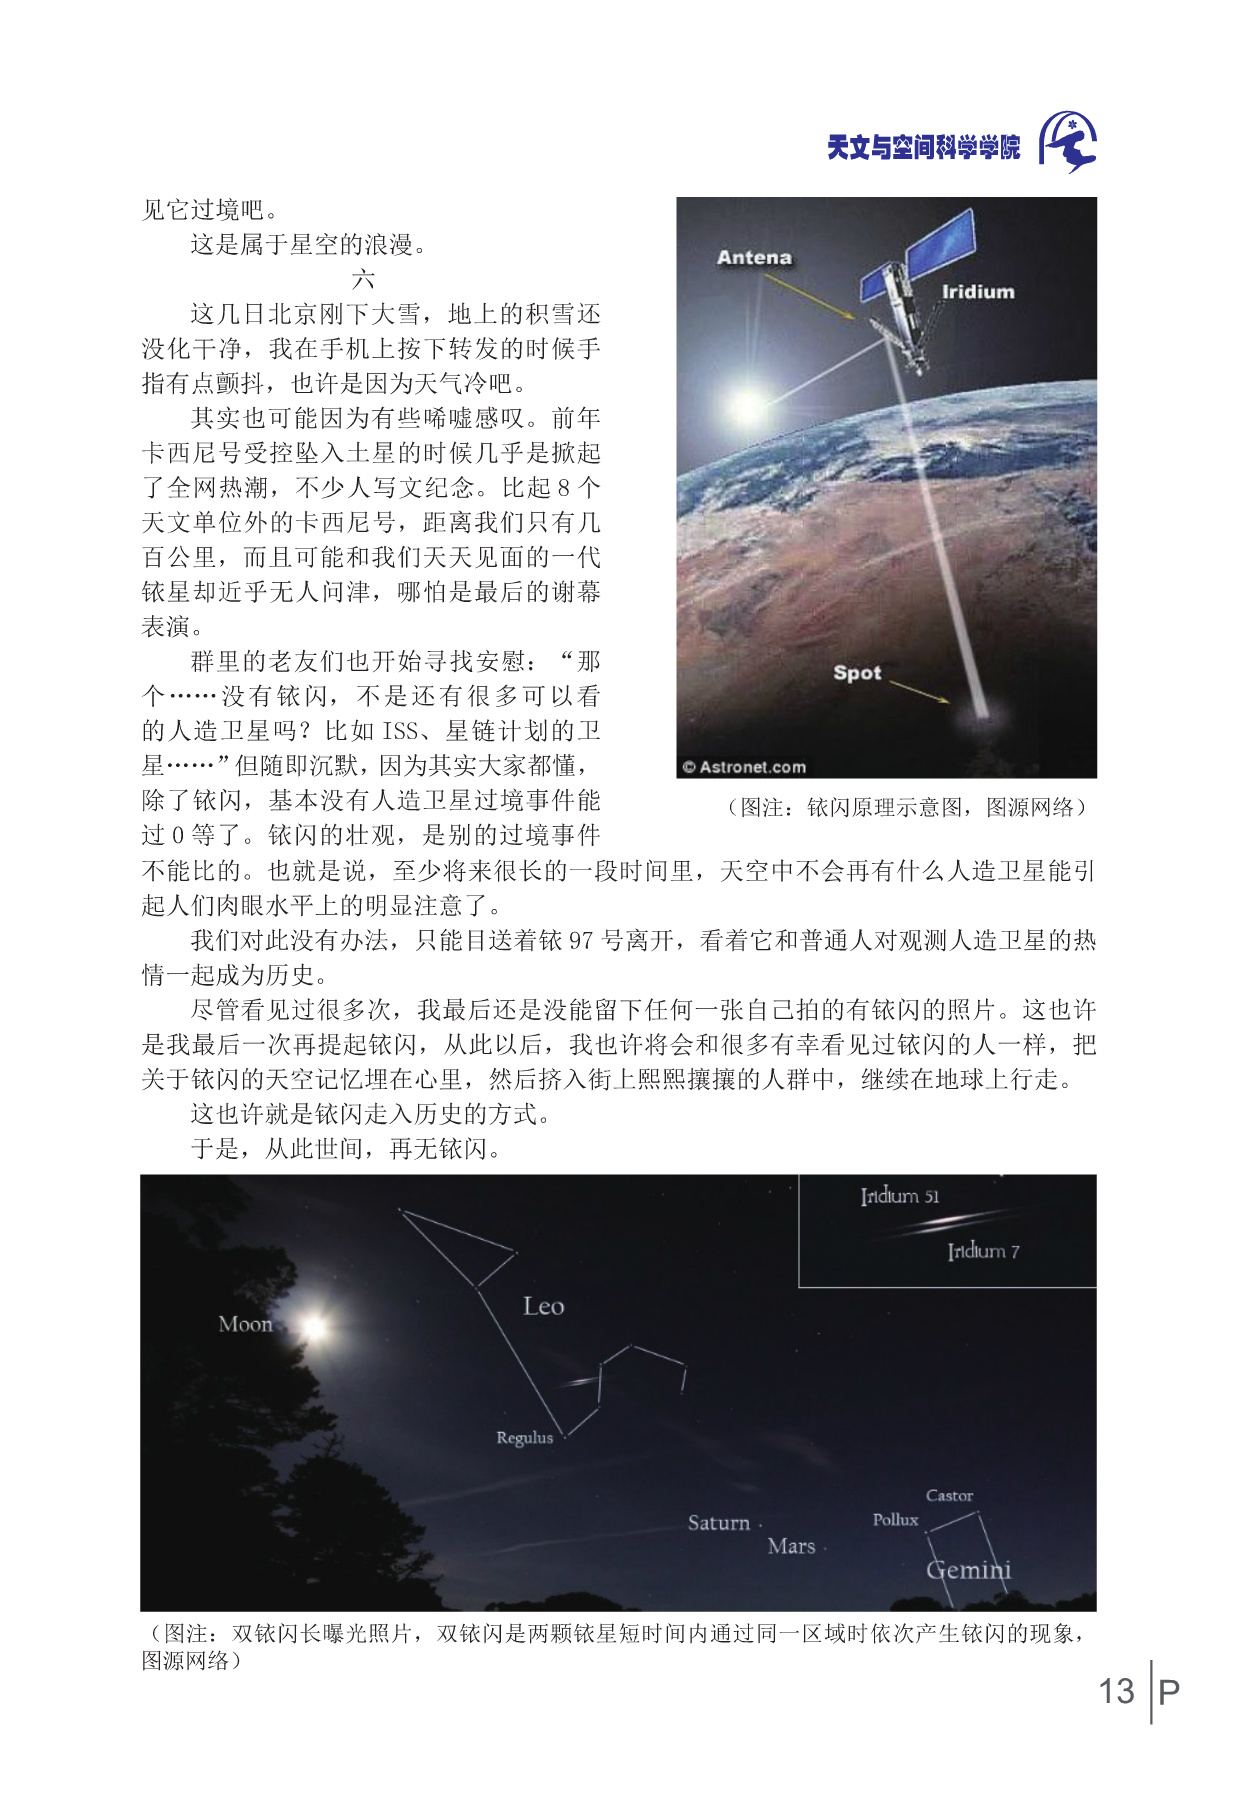 天文与空间科学学院
见它过境吧。
这是属于星空的浪漫。
六
这几日北京刚下大雪，地上的积雪还
没化干净，我在手机上按下转发的时候手
指有点颤抖，也许是因为天气冷吧。
其实也可能因为有些唏嘘感叹。前年
卡西尼号受控坠入土星的时候几乎是掀起
了全网热潮，不少人写文纪念。比起 8 个
天文单位外的卡西尼号，距离我们只有几
百公里，而且可能和我们天天见面的一代
铱星却近乎无人问津，哪怕是最后的谢幕
表演。
群里的老友们也开始寻找安慰：“那
个……没有铱闪，不是还有很多可以看
的人造卫星吗？比如 ISS、星链计划的卫
星……”但随即沉默，因为其实大家都懂，
除了铱闪，基本没有人造卫星过境事件能
过 0 等了。铱闪的壮观，是别的过境事件
不能比的。也就是说，至少将来很长的一段时间里，天空中不会再有什么人造卫星能引
起人们肉眼水平上的明显注意了。
我们对此没有办法，只能目送着铱 97 号离开，看着它和普通人对观测人造卫星的热
情一起成为历史。
尽管看见过很多次，我最后还是没能留下任何一张自己拍的有铱闪的照片。这也许
是我最后一次再提起铱闪，从此以后，我也许将会和很多有幸看见过铱闪的人一样，把
关于铱闪的天空记忆埋在心里，然后挤入街上熙熙攘攘的人群中，继续在地球上行走。
这也许就是铱闪走入历史的方式。
于是，从此世间，再无铱闪。
Antena
Iridium
Spot
© Astronet.com
（图注：铱闪原理示意图，图源网络）
Iridium 51
Iridium 7
Leo
Moon
Regulus
Castor
Pollux
Saturn
Mars
Gemini
（图注：双铱闪长曝光照片，双铱闪是两颗铱星短时间内通过同一区域时依次产生铱闪的现象，
图源网络）
13 P